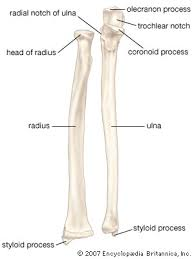 radial notch of ulna
olecranon process
trochlear notch
head of radius
coronoid process
radius
ulna
styloid process
styloid process
© 2007 Encyclopædia Britannica, Inc.